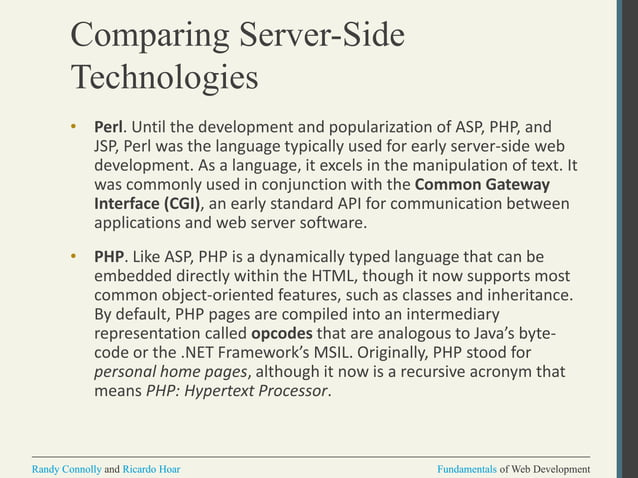 Comparing Server-Side
Technologies
• Perl. Until the development and popularization of ASP, PHP, and
JSP, Perl was the language typically used for early server-side web
development. As a language, it excels in the manipulation of text. It
was commonly used in conjunction with the Common Gateway
Interface (CGI), an early standard API for communication between
applications and web server software.
• PHP. Like ASP, PHP is a dynamically typed language that can be
embedded directly within the HTML, though it now supports most
common object-oriented features, such as classes and inheritance.
By default, PHP pages are compiled into an intermediary
representation called opcodes that are analogous to Java’s byte-
code or the .NET Framework’s MSIL. Originally, PHP stood for
personal home pages, although it now is a recursive acronym that
means PHP: Hypertext Processor.
Randy Connolly and Ricardo Hoar
Fundamentals of Web Development